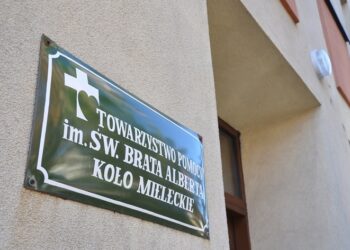 TOWARZYSTWO POMOCY
im. ŚW. BRATA ALBERTA
KOŁO MIELECKIE